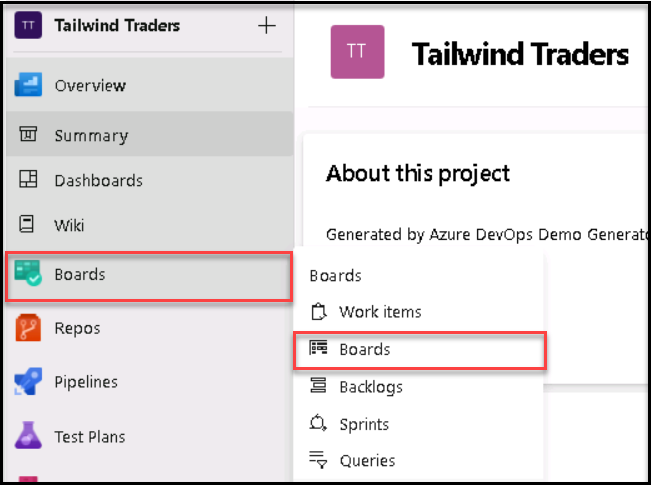 TT Tailwind Traders +
Overview
Summary
Dashboards
Wiki
Boards
Repos
Pipelines
Test Plans
TT Tailwind Traders
About this project
Generated by Azure DevOps Demo Generato
Boards
Work items
Boards
Backlogs
Sprints
Queries